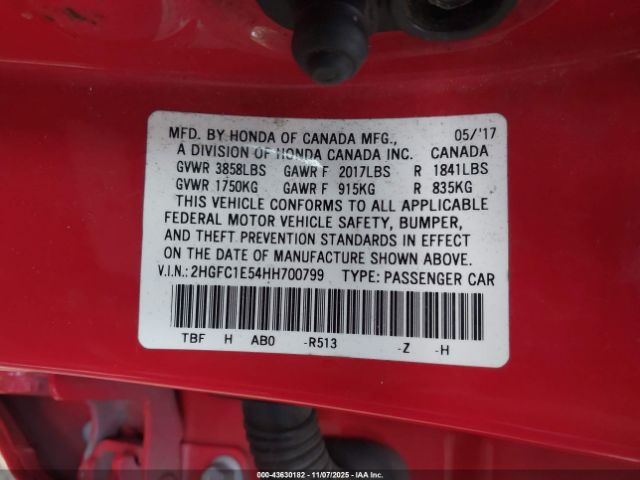 MFD. BY HONDA OF CANADA MFG., 05/'17
A DIVISION OF HONDA CANADA INC. CANADA
GVWR 3858LBS GAWR F 2017LBS R 1841LBS
GVWR 1750KG GAWR F 915KG R 835KG
THIS VEHICLE CONFORMS TO ALL APPLICABLE
FEDERAL MOTOR VEHICLE SAFETY, BUMPER,
AND THEFT PREVENTION STANDARDS IN EFFECT
ON THE DATE OF MANUFACTURE SHOWN ABOVE.
V.I.N.: 2HGFC1E54HH700799 TYPE: PASSENGER CAR
TBF H AB0 -R513 -Z -H
000-43630182 - 11/07/2025 - IAA Inc.